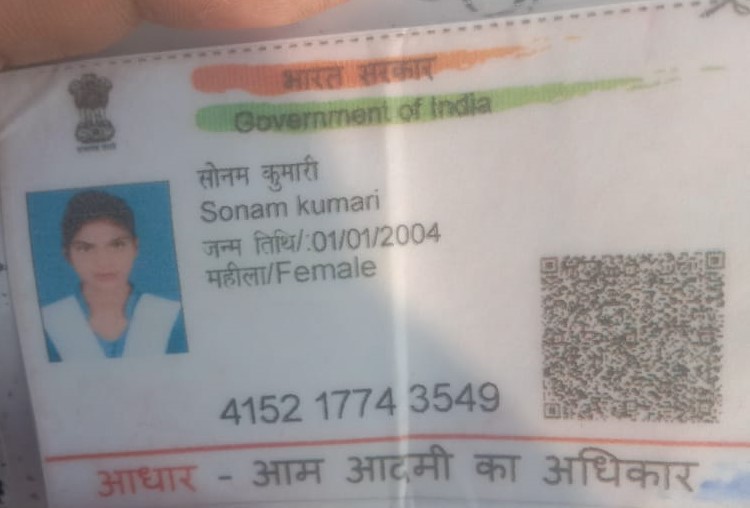 भारत सरकार
Government of India
सोनम कुमारी
Sonam kumari
जन्म तिथि/:01/01/2004
महीला/Female
4152 1774 3549
आधार - आम आदमी का अधिकार